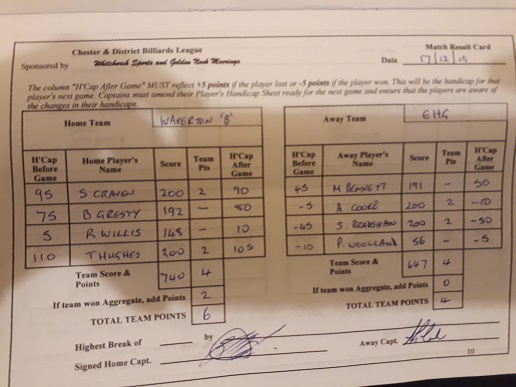 Chester & District Billiards League
Match Result Card
Sponsored by Whitchurch Sports and Golden Nook Moorings
Date 17/12/19
The column "H'Cap After Game" MUST reflect +5 points if the player lost or -5 points if the player won. This will be the handicap for that
player's next game. Captains must amend their Player's Handicap Sheet ready for the next game and ensure that the players are aware of
the changes in their handicaps.
Home Team WAVERTON 'B'
H'Cap Before Game Home Player's Name Score Team Pts H'Cap After Game
95 S CRAVEN 200 2 90
75 B GRESTY 192 - 80
5 R WILLIS 148 - 10
110 T HUGHES 200 2 105
Team Score & Points 740 4
If team won Aggregate, add Points 2
TOTAL TEAM POINTS 6
Away Team EHG
H'Cap Before Game Away Player's Name Score Team Pts H'Cap After Game
45 M BENNETT 191 - 50
-5 A COOKE 200 2 -10
-45 S. BRADSHAW 200 2 -50
-10 P. WOOLLAND 56 - -5
Team Score & Points 647 4
If team won Aggregate, add Points 0
TOTAL TEAM POINTS 4
Highest Break of by
Signed Home Capt. Away Capt.
10